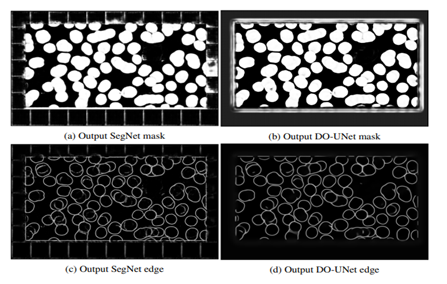 (a) Output SegNet mask
(b) Output DO-UNet mask
(c) Output SegNet edge
(d) Output DO-UNet edge